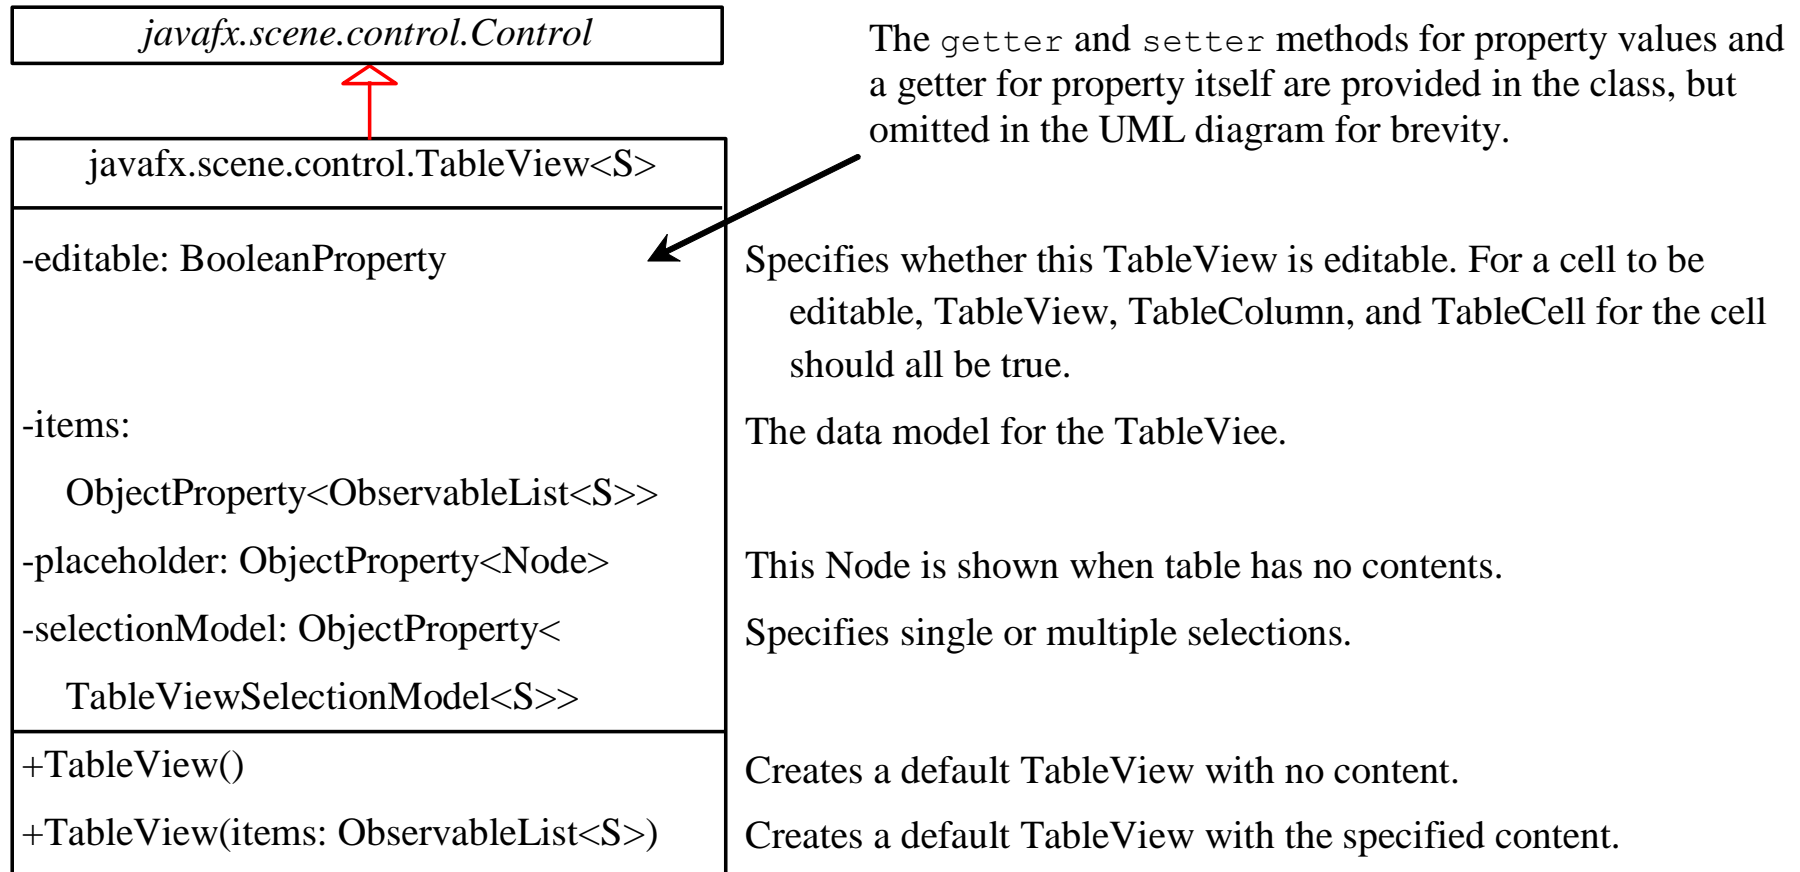 javafx.scene.control.Control
The getter and setter methods for property values and
a getter for property itself are provided in the class, but
omitted in the UML diagram for brevity.
javafx.scene.control.TableView<S>
-editable: BooleanProperty
Specifies whether this TableView is editable. For a cell to be
editable, TableView, TableColumn, and TableCell for the cell
should all be true.
-items:
ObjectProperty<ObservableList<S>>
The data model for the TableViee.
-placeholder: ObjectProperty<Node>
This Node is shown when table has no contents.
-selectionModel: ObjectProperty<
TableViewSelectionModel<S>>
Specifies single or multiple selections.
+TableView()
Creates a default TableView with no content.
+TableView(items: ObservableList<S>)
Creates a default TableView with the specified content.